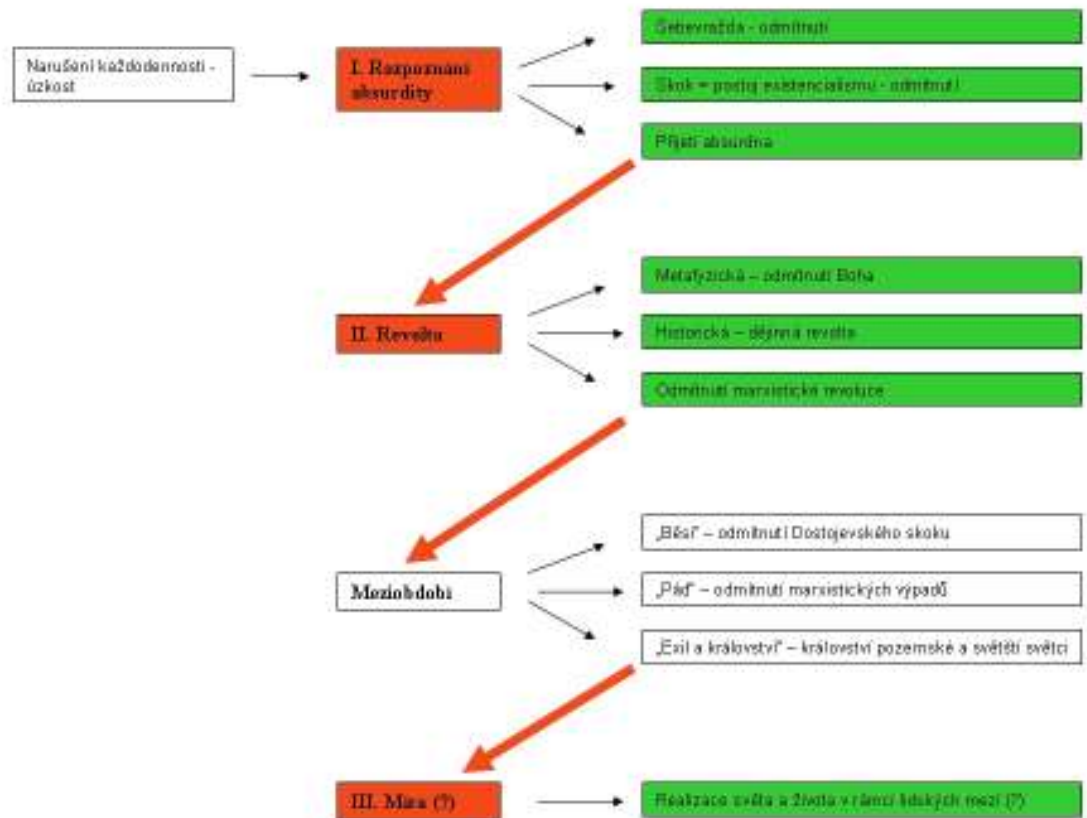 Narušení každodennosti -
úzkost
I. Rozpoznání
absurdity
Sebevražda - odmítnutí
Skok = postoj existencialismu - odmítnutí
Přijetí absurdna
II. Revolta
Metafyzická – odmítnutí Boha
Historická – dějinná revolta
Odmítnutí marxistické revoluce
Meziobdobí
„Běsi“ – odmítnutí Dostojevského skoku
„Pád“ – odmítnutí marxistických výpadů
„Exil a království“ – království pozemské a světští světci
III. Míra (?)
Realizace světa a života v rámci lidských mezí (?)